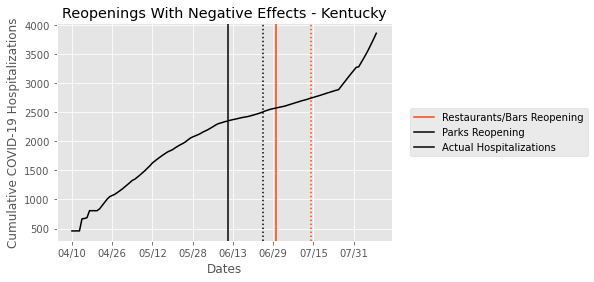 Reopenings With Negative Effects - Kentucky
Cumulative COVID-19 Hospitalizations
4000
3500
3000
2500
2000
1500
1000
500
04/10 04/26 05/12 05/28 06/13 06/29 07/15 07/31
Dates
Restaurants/Bars Reopening
Parks Reopening
Actual Hospitalizations